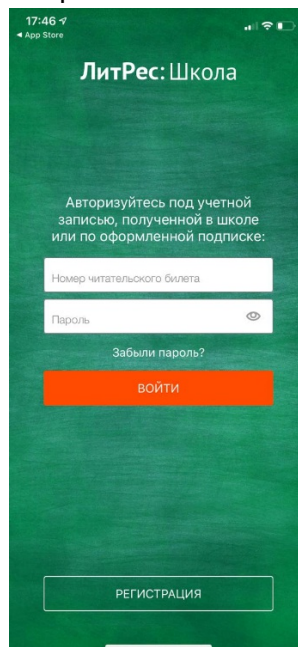 17:46
◄ App Store
ЛитРес: Школа
Авторизуйтесь под учетной
записью, полученной в школе
или по оформленной подписке:
Номер читательского билета
Пароль
Забыли пароль?
ВОЙТИ
РЕГИСТРАЦИЯ